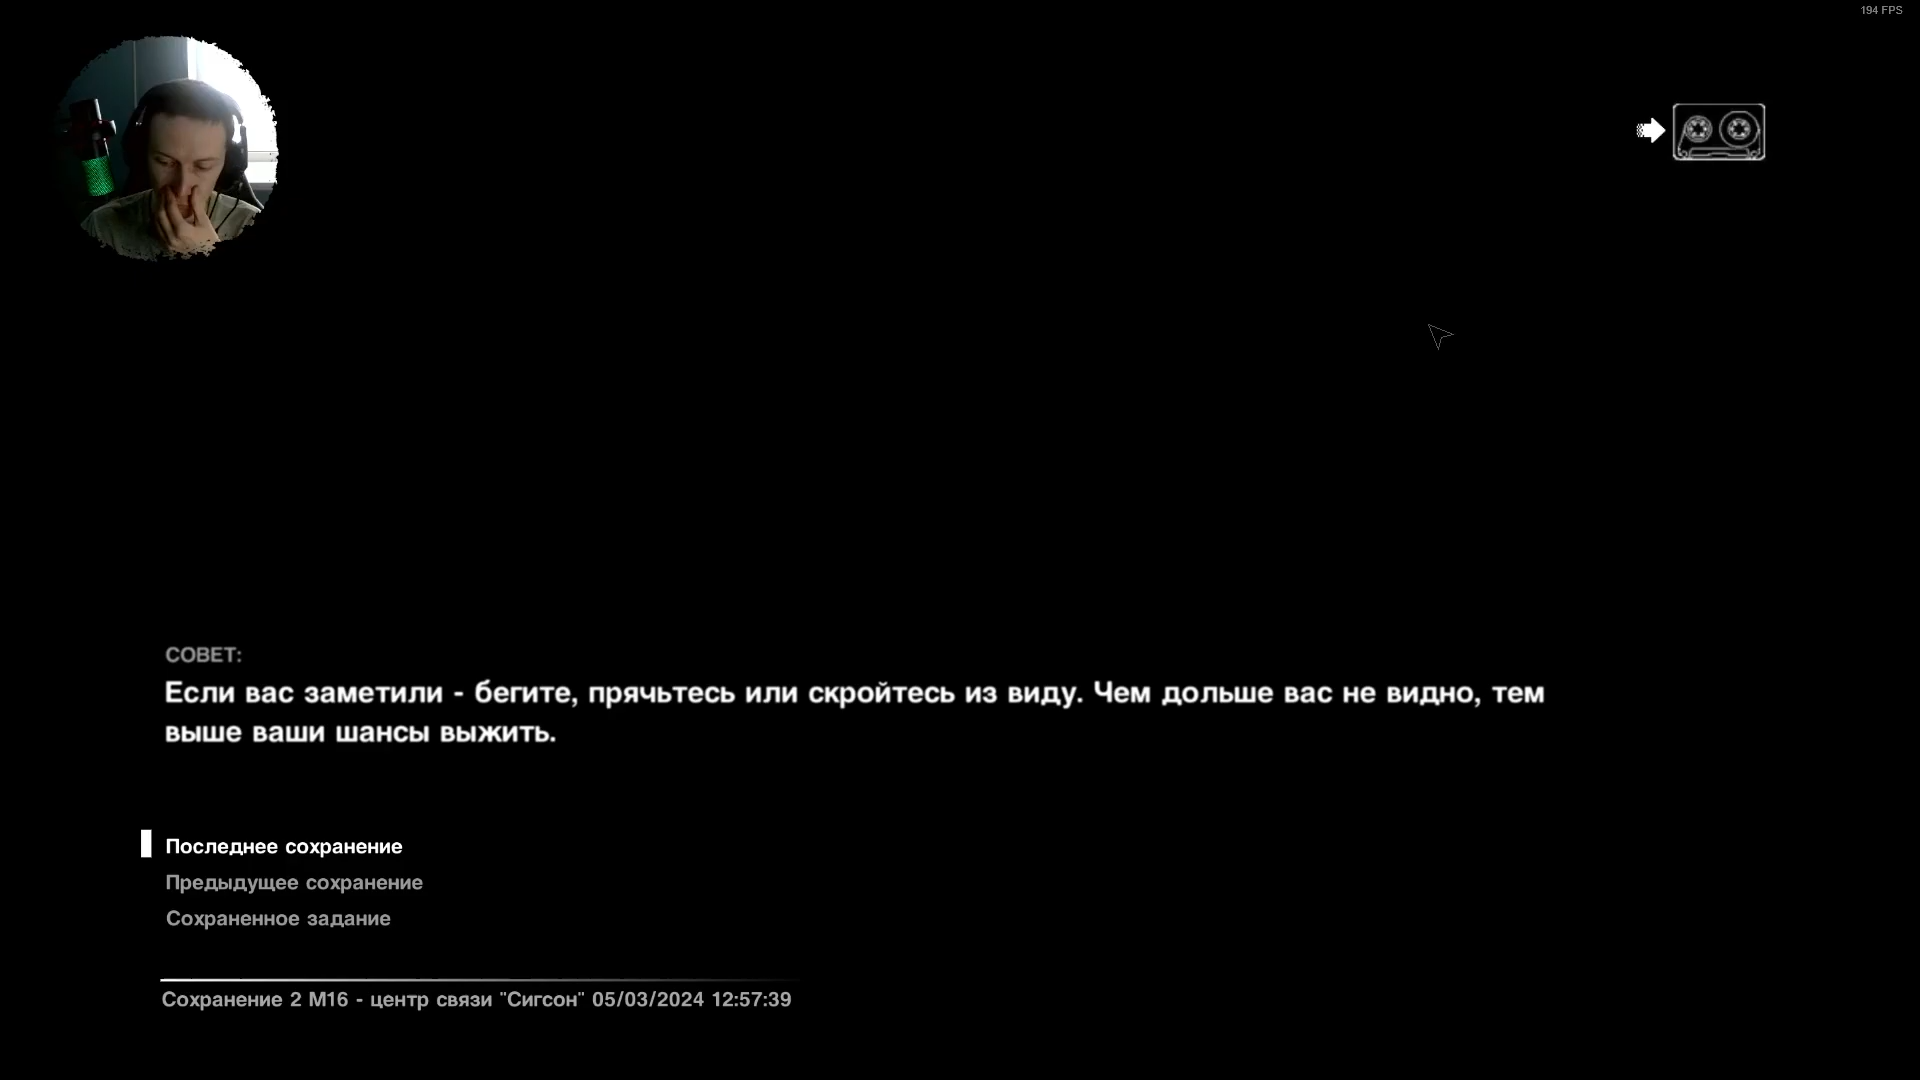 194 FPS
СОВЕТ:
Если вас заметили - бегите, прячьтесь или скройтесь из виду. Чем дольше вас не видно, тем
выше ваши шансы выжить.
Последнее сохранение
Предыдущее сохранение
Сохраненное задание
Сохранение 2 М16 - центр связи "Сигсон" 05/03/2024 12:57:39